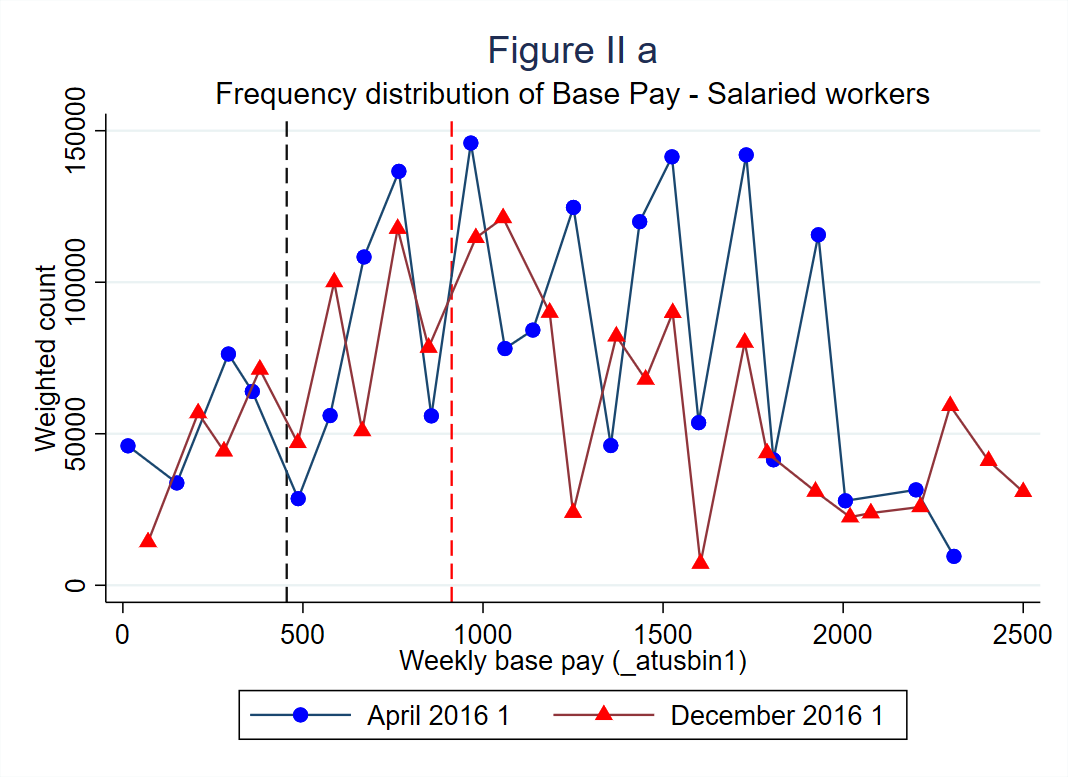 Figure II a
Frequency distribution of Base Pay - Salaried workers
Weighted count
150000
100000
50000
0
0 500 1000 1500 2000 2500
Weekly base pay (_atusbin1)
April 2016 1 December 2016 1